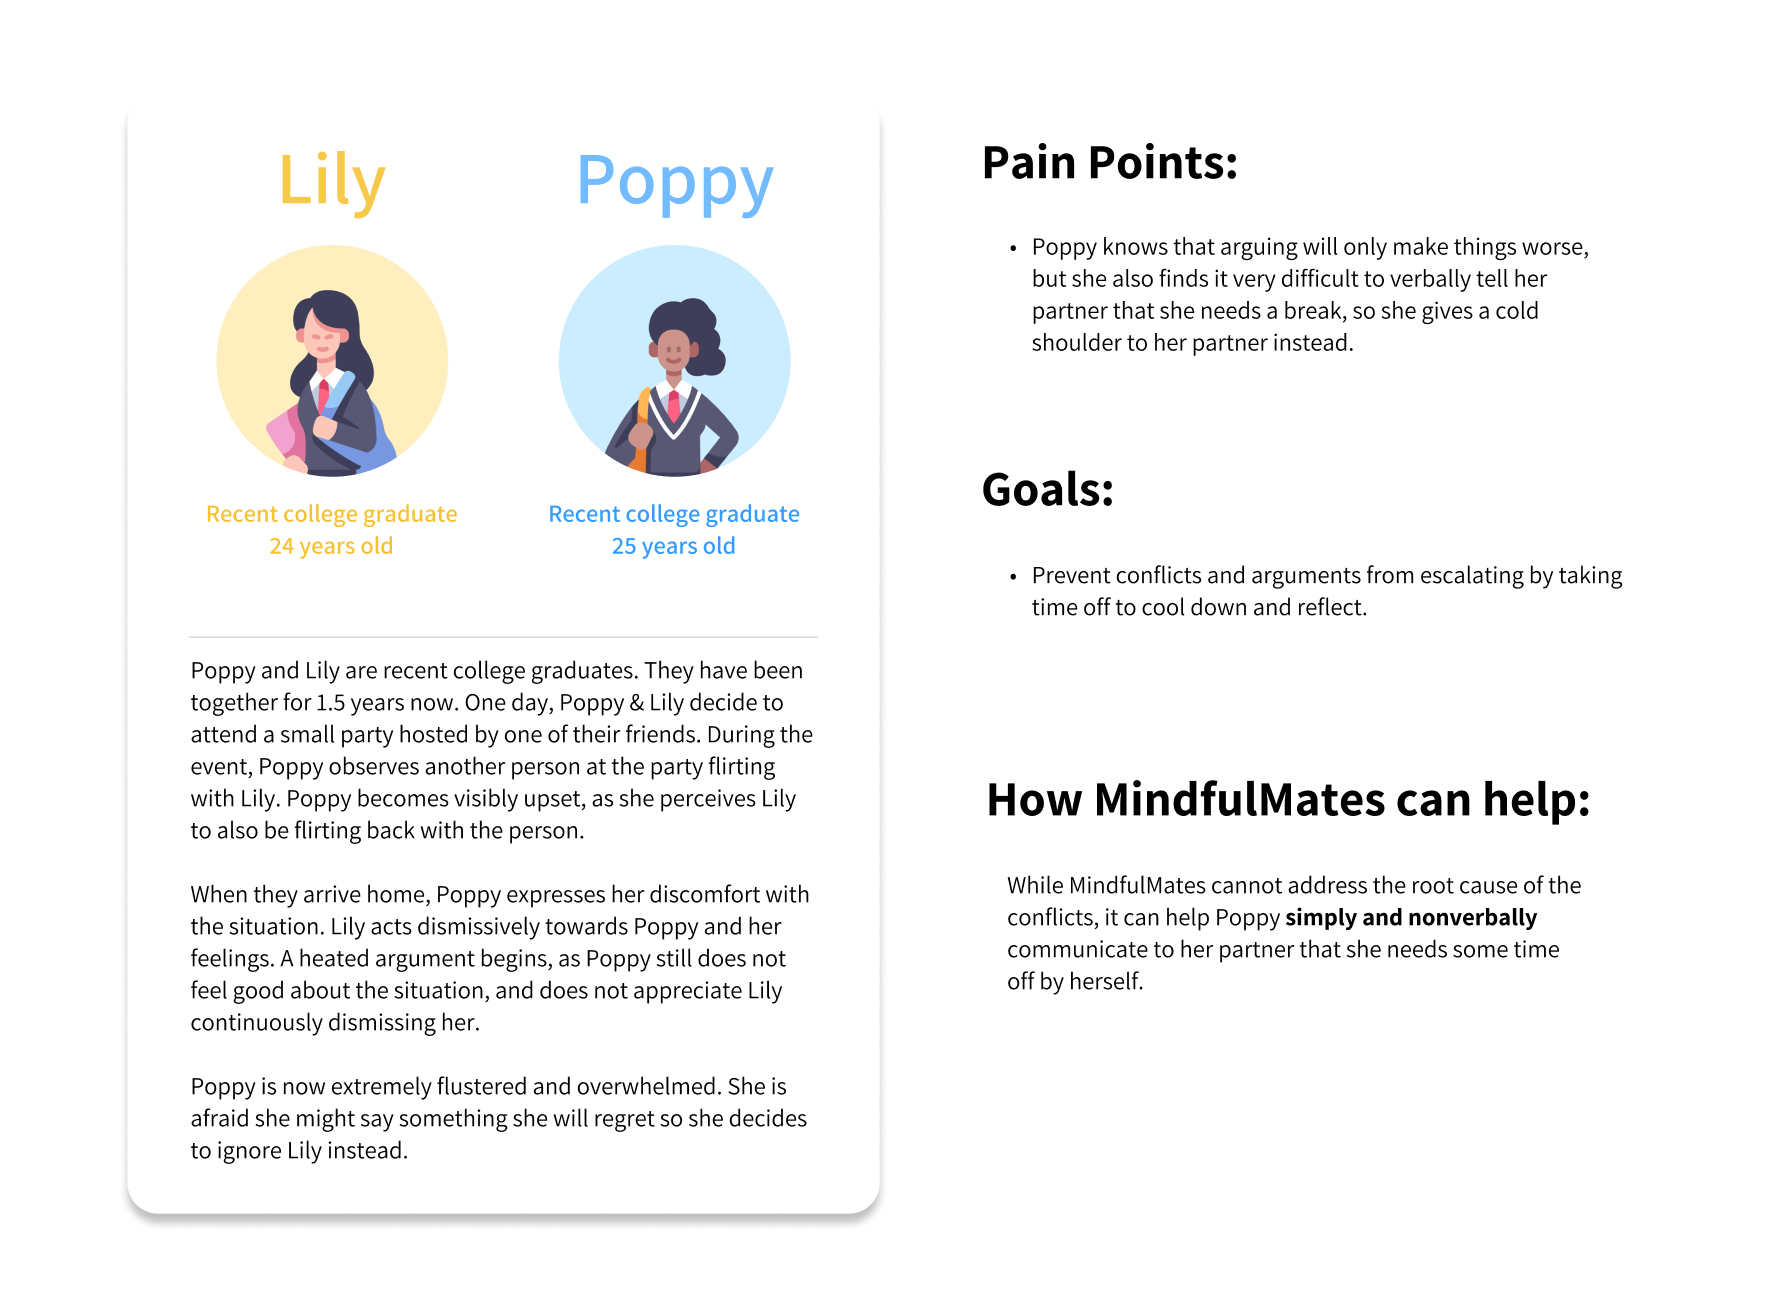 Lily
Poppy
Recent college graduate
24 years old
Recent college graduate
25 years old
Poppy and Lily are recent college graduates. They have been
together for 1.5 years now. One day, Poppy & Lily decide to
attend a small party hosted by one of their friends. During the
event, Poppy observes another person at the party flirting
with Lily. Poppy becomes visibly upset, as she perceives Lily
to also be flirting back with the person.
When they arrive home, Poppy expresses her discomfort with
the situation. Lily acts dismissively towards Poppy and her
feelings. A heated argument begins, as Poppy still does not
feel good about the situation, and does not appreciate Lily
continuously dismissing her.
Poppy is now extremely flustered and overwhelmed. She is
afraid she might say something she will regret so she decides
to ignore Lily instead.
Pain Points:
• Poppy knows that arguing will only make things worse,
but she also finds it very difficult to verbally tell her
partner that she needs a break, so she gives a cold
shoulder to her partner instead.
Goals:
• Prevent conflicts and arguments from escalating by taking
time off to cool down and reflect.
How MindfulMates can help:
While MindfulMates cannot address the root cause of the
conflicts, it can help Poppy simply and nonverbally
communicate to her partner that she needs some time
off by herself.